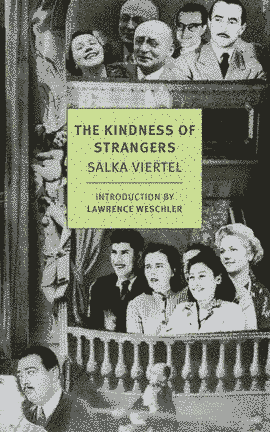 THE KINDNESS OF
STRANGERS
SALKA VIERTEL
INTRODUCTION BY
LAWRENCE WESCHLER